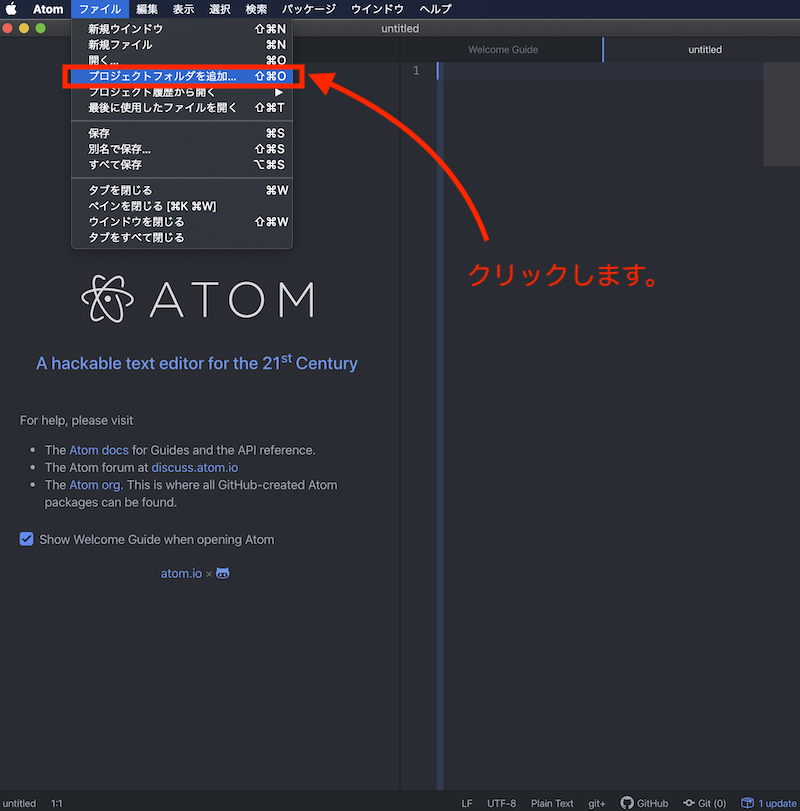 Atom ファイル 編集 表示 選択 検索 パッケージ ウインドウ ヘルプ
untitled
新規ウインドウ ⇧⌘N
新規ファイル ⌘N
開く... ⌘O
プロジェクトフォルダを追加... ⇧⌘O
プロジェクト履歴から開く ▶
最後に使用したファイルを開く ⇧⌘T
保存 ⌘S
別名で保存... ⇧⌘S
すべて保存 ⌥⌘S
タブを閉じる ⌘W
ペインを閉じる [⌘K ⌘W]
ウインドウを閉じる ⇧⌘W
タブをすべて閉じる
Welcome Guide untitled
1
クリックします。
ATOM
A hackable text editor for the 21st Century
For help, please visit
• The Atom docs for Guides and the API reference.
• The Atom forum at discuss.atom.io
• The Atom org. This is where all GitHub-created Atom
packages can be found.
Show Welcome Guide when opening Atom
atom.io ×
untitled 1:1 LF UTF-8 Plain Text git+ GitHub Git (0) 1 update